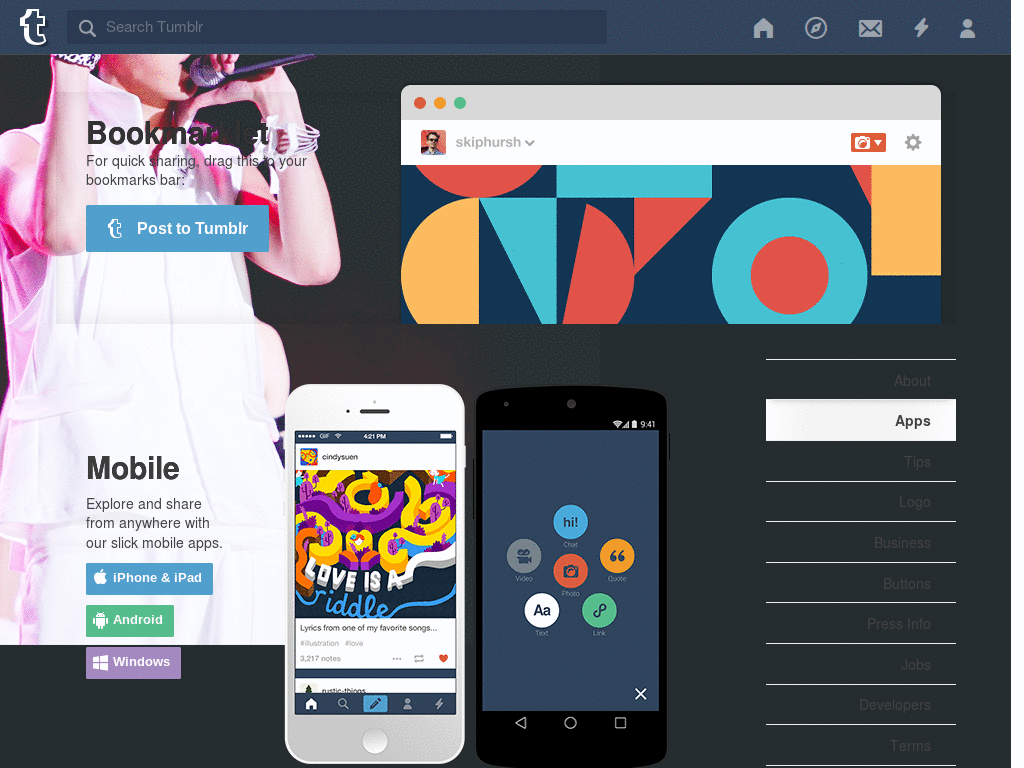 Search Tumblr
Bookmarklet
For quick sharing, drag this to your
bookmarks bar:
Post to Tumblr
skiphursh
Mobile
Explore and share
from anywhere with
our slick mobile apps.
iPhone & iPad
Android
Windows
GIF
4:21 PM
cindysuen
LOVE IS A
riddle
Lyrics from one of my favorite songs...
#illustration #love
3,217 notes
rustic-things
9:41
hi!
Chat
Video
Quote
Photo
Aa
Text
Link
About
Apps
Tips
Logo
Business
Buttons
Press Info
Jobs
Developers
Terms